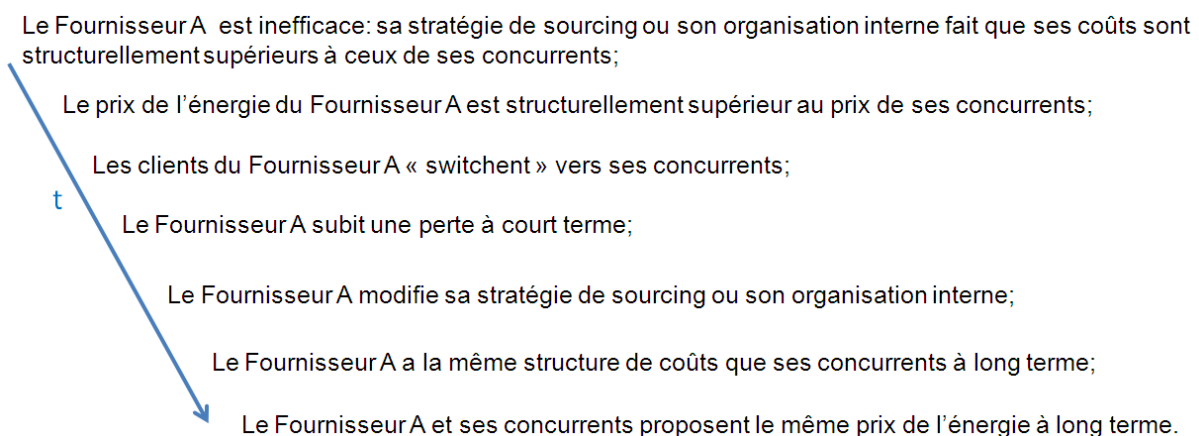 Le Fournisseur A est inefficace: sa stratégie de sourcing ou son organisation interne fait que ses coûts sont
structurellement supérieurs à ceux de ses concurrents;
Le prix de l’énergie du Fournisseur A est structurellement supérieur au prix de ses concurrents;
Les clients du Fournisseur A « switchent » vers ses concurrents;
t
Le Fournisseur A subit une perte à court terme;
Le Fournisseur A modifie sa stratégie de sourcing ou son organisation interne;
Le Fournisseur A a la même structure de coûts que ses concurrents à long terme;
Le Fournisseur A et ses concurrents proposent le même prix de l’énergie à long terme.